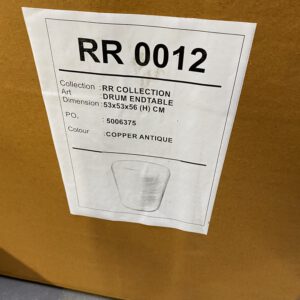 RR 0012
Collection : RR COLLECTION
Art : DRUM ENDTABLE
Dimension : 53x53x56 (H) CM
PO. : 5006375
Colour : COPPER ANTIQUE